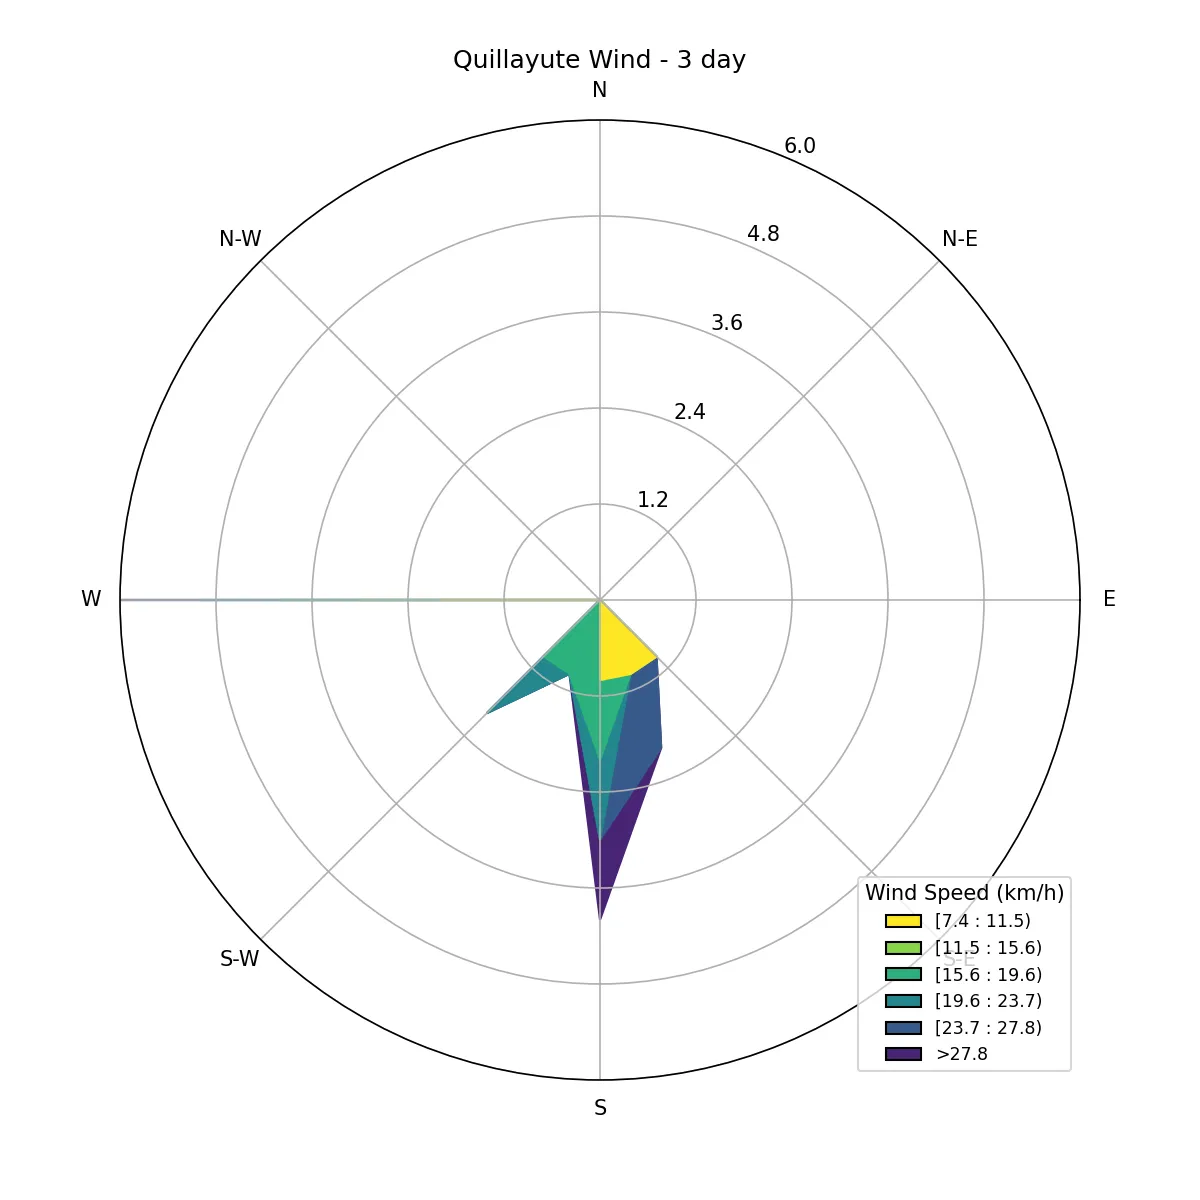 Quillayute Wind - 3 day
N
6.0
N-W
4.8
N-E
3.6
2.4
1.2
W
E
Wind Speed (km/h)
[7.4 : 11.5)
[11.5 : 15.6)
S-W
S-E
[15.6 : 19.6)
[19.6 : 23.7)
[23.7 : 27.8)
>27.8
S